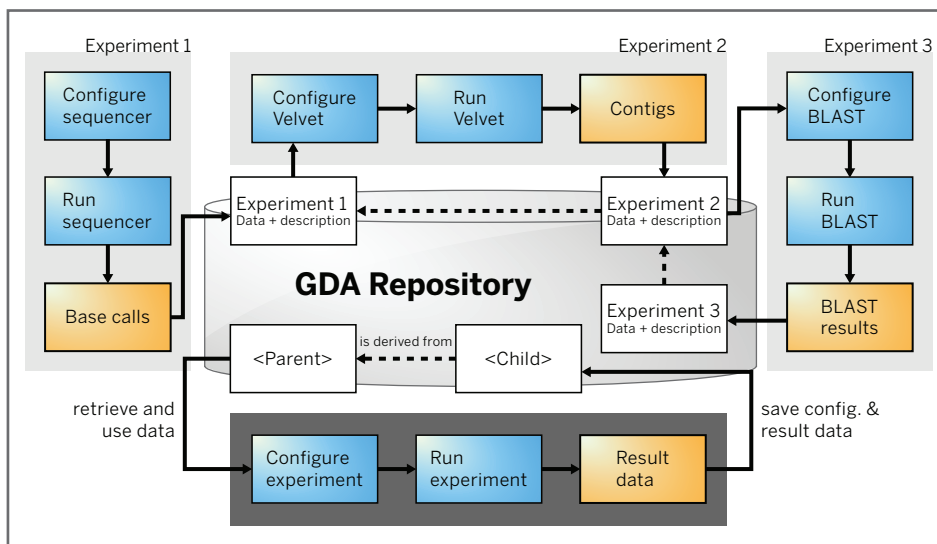 Experiment 1
Configure
sequencer
Run
sequencer
Base calls
Experiment 2
Configure
Velvet
Run
Velvet
Contigs
Experiment 3
Configure
BLAST
Run
BLAST
BLAST
results
Experiment 1
Data + description
Experiment 2
Data + description
GDA Repository
Experiment 3
Data + description
<Parent>
is derived from
<Child>
retrieve and
use data
save config. &
result data
Configure
experiment
Run
experiment
Result
data